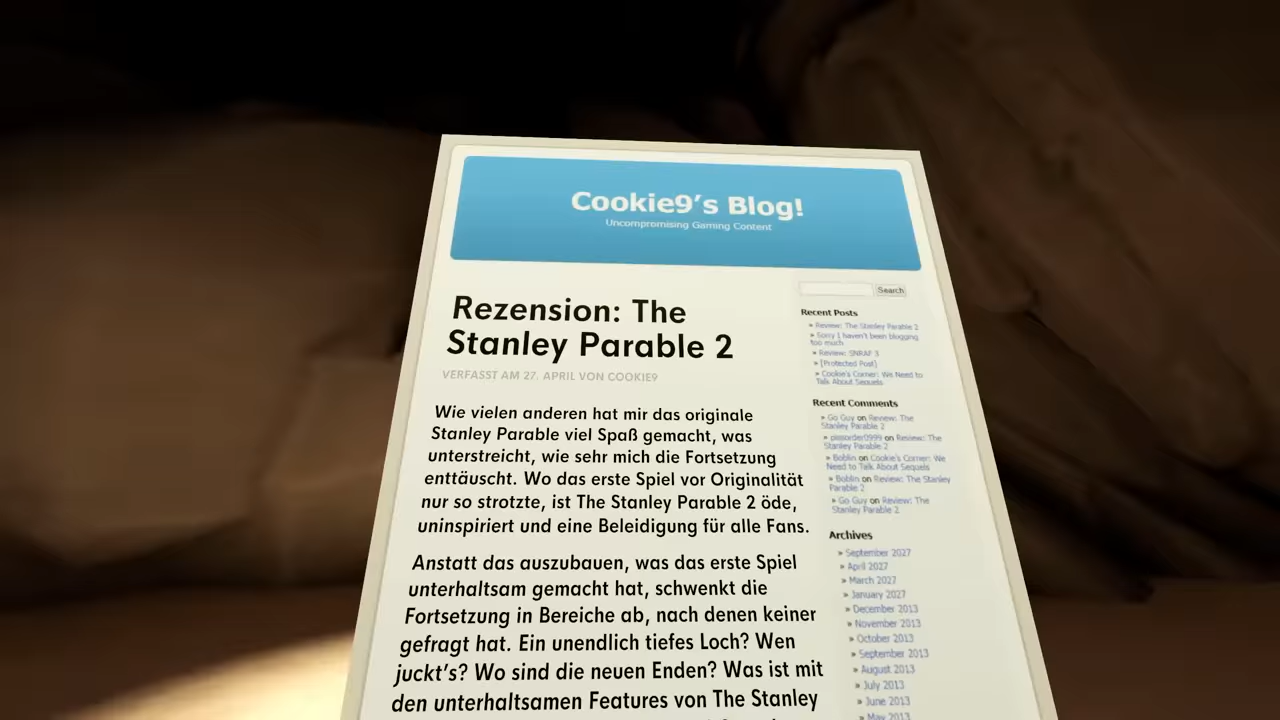 Cookie9's Blog!
Uncompromising Gaming Content
Rezension: The
Stanley Parable 2
VERFASST AM 27. APRIL VON COOKIE9
Wie vielen anderen hat mir das originale
Stanley Parable viel Spaß gemacht, was
unterstreicht, wie sehr mich die Fortsetzung
enttäuscht. Wo das erste Spiel vor Originalität
nur so strotzte, ist The Stanley Parable 2 öde,
uninspiriert und eine Beleidigung für alle Fans.
Anstatt das auszubauen, was das erste Spiel
unterhaltsam gemacht hat, schwenkt die
Fortsetzung in Bereiche ab, nach denen keiner
gefragt hat. Ein unendlich tiefes Loch? Wen
juckt's? Wo sind die neuen Enden? Was ist mit
den unterhaltsamen Features von The Stanley
Search
Recent Posts
» Review: The Stanley Parable 2
» Sorry I haven't been blogging
too much
» Review: SNRAF 3
» [Protected Post]
» Cookie's Corner: We Need to
Talk About Sequels
Recent Comments
» Go Guy on Review: The
Stanley Parable 2
on Review: The
Stanley Parable 2
» Boblin on Cookie's Corner: We
Need to Talk About Sequels
» Boblin on Review: The Stanley
Parable 2
» Go Guy on Review: The
Stanley Parable 2
Archives
» September 2027
» April 2027
» March 2027
» January 2027
» December 2013
» November 2013
» October 2013
» September 2013
» August 2013
» July 2013
» June 2013
» May 2013